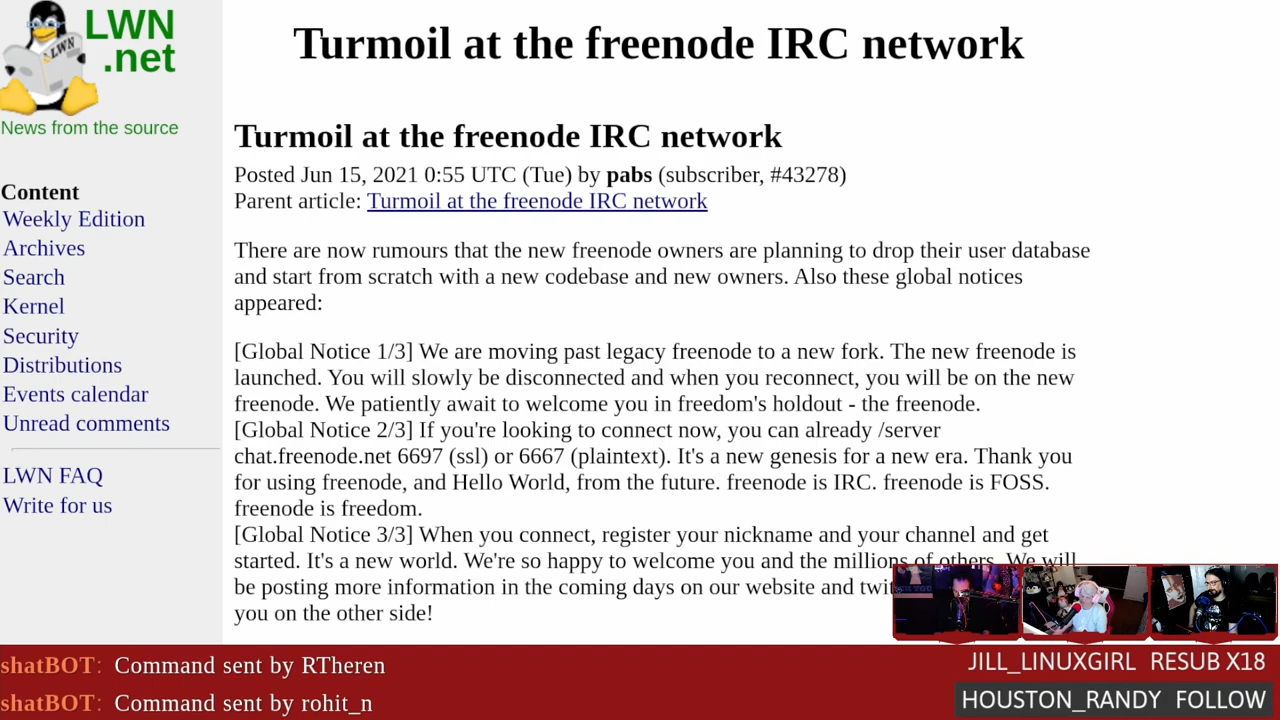 LWN
.net
News from the source
Content
Weekly Edition
Archives
Search
Kernel
Security
Distributions
Events calendar
Unread comments
LWN FAQ
Write for us
Turmoil at the freenode IRC network
Turmoil at the freenode IRC network
Posted Jun 15, 2021 0:55 UTC (Tue) by pabs (subscriber, #43278)
Parent article: Turmoil at the freenode IRC network
There are now rumours that the new freenode owners are planning to drop their user database
and start from scratch with a new codebase and new owners. Also these global notices
appeared:
[Global Notice 1/3] We are moving past legacy freenode to a new fork. The new freenode is
launched. You will slowly be disconnected and when you reconnect, you will be on the new
freenode. We patiently await to welcome you in freedom's holdout - the freenode.
[Global Notice 2/3] If you're looking to connect now, you can already /server
chat.freenode.net 6697 (ssl) or 6667 (plaintext). It's a new genesis for a new era. Thank you
for using freenode, and Hello World, from the future. freenode is IRC. freenode is FOSS.
freenode is freedom.
[Global Notice 3/3] When you connect, register your nickname and your channel and get
started. It's a new world. We're so happy to welcome you and the millions of others. We will
be posting more information in the coming days on our website and
you on the other side!
shatBOT: Command sent by RTheren
shatBOT: Command sent by rohit_n
JILL_LINUXGIRL RESUB X18
HOUSTON_RANDY FOLLOW